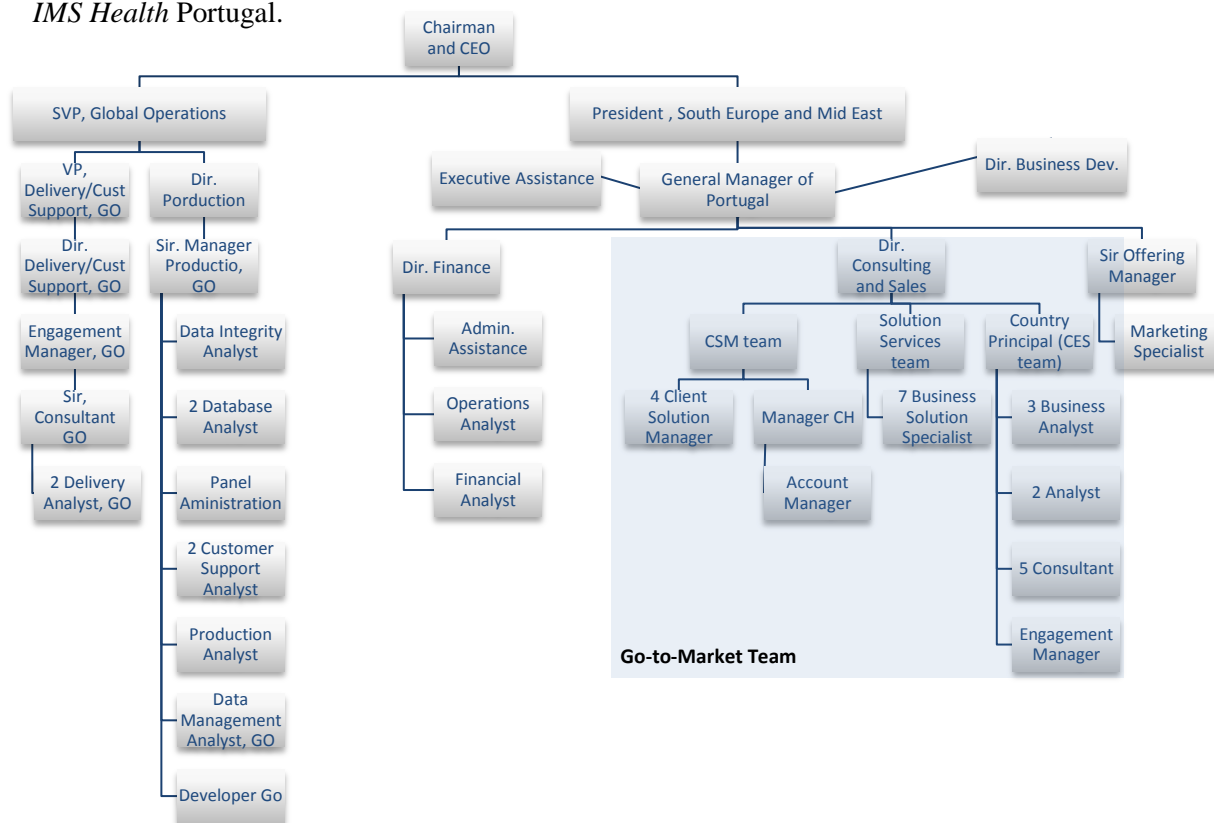 IMS Health Portugal.
Chairman
and CEO
SVP, Global Operations
President , South Europe and Mid East
VP,
Delivery/Cust
Support, GO
Dir.
Porduction
Executive Assistance
General Manager of
Portugal
Dir. Business Dev.
Dir.
Delivery/Cust
Support, GO
Sir. Manager
Productio,
GO
Dir. Finance
Dir.
Consulting
and Sales
Sir Offering
Manager
Engagement
Manager, GO
Data Integrity
Analyst
Admin.
Assistance
CSM team
Solution
Services
team
Country
Principal (CES
team)
Marketing
Specialist
Sir,
Consultant
GO
2 Database
Analyst
Operations
Analyst
4 Client
Solution
Manager
Manager CH
7 Business
Solution
Specialist
3 Business
Analyst
2 Delivery
Analyst, GO
Panel
Aministration
Financial
Analyst
Account
Manager
2 Analyst
2 Customer
Support
Analyst
5 Consultant
Production
Analyst
Go-to-Market Team
Engagement
Manager
Data
Management
Analyst, GO
Developer Go